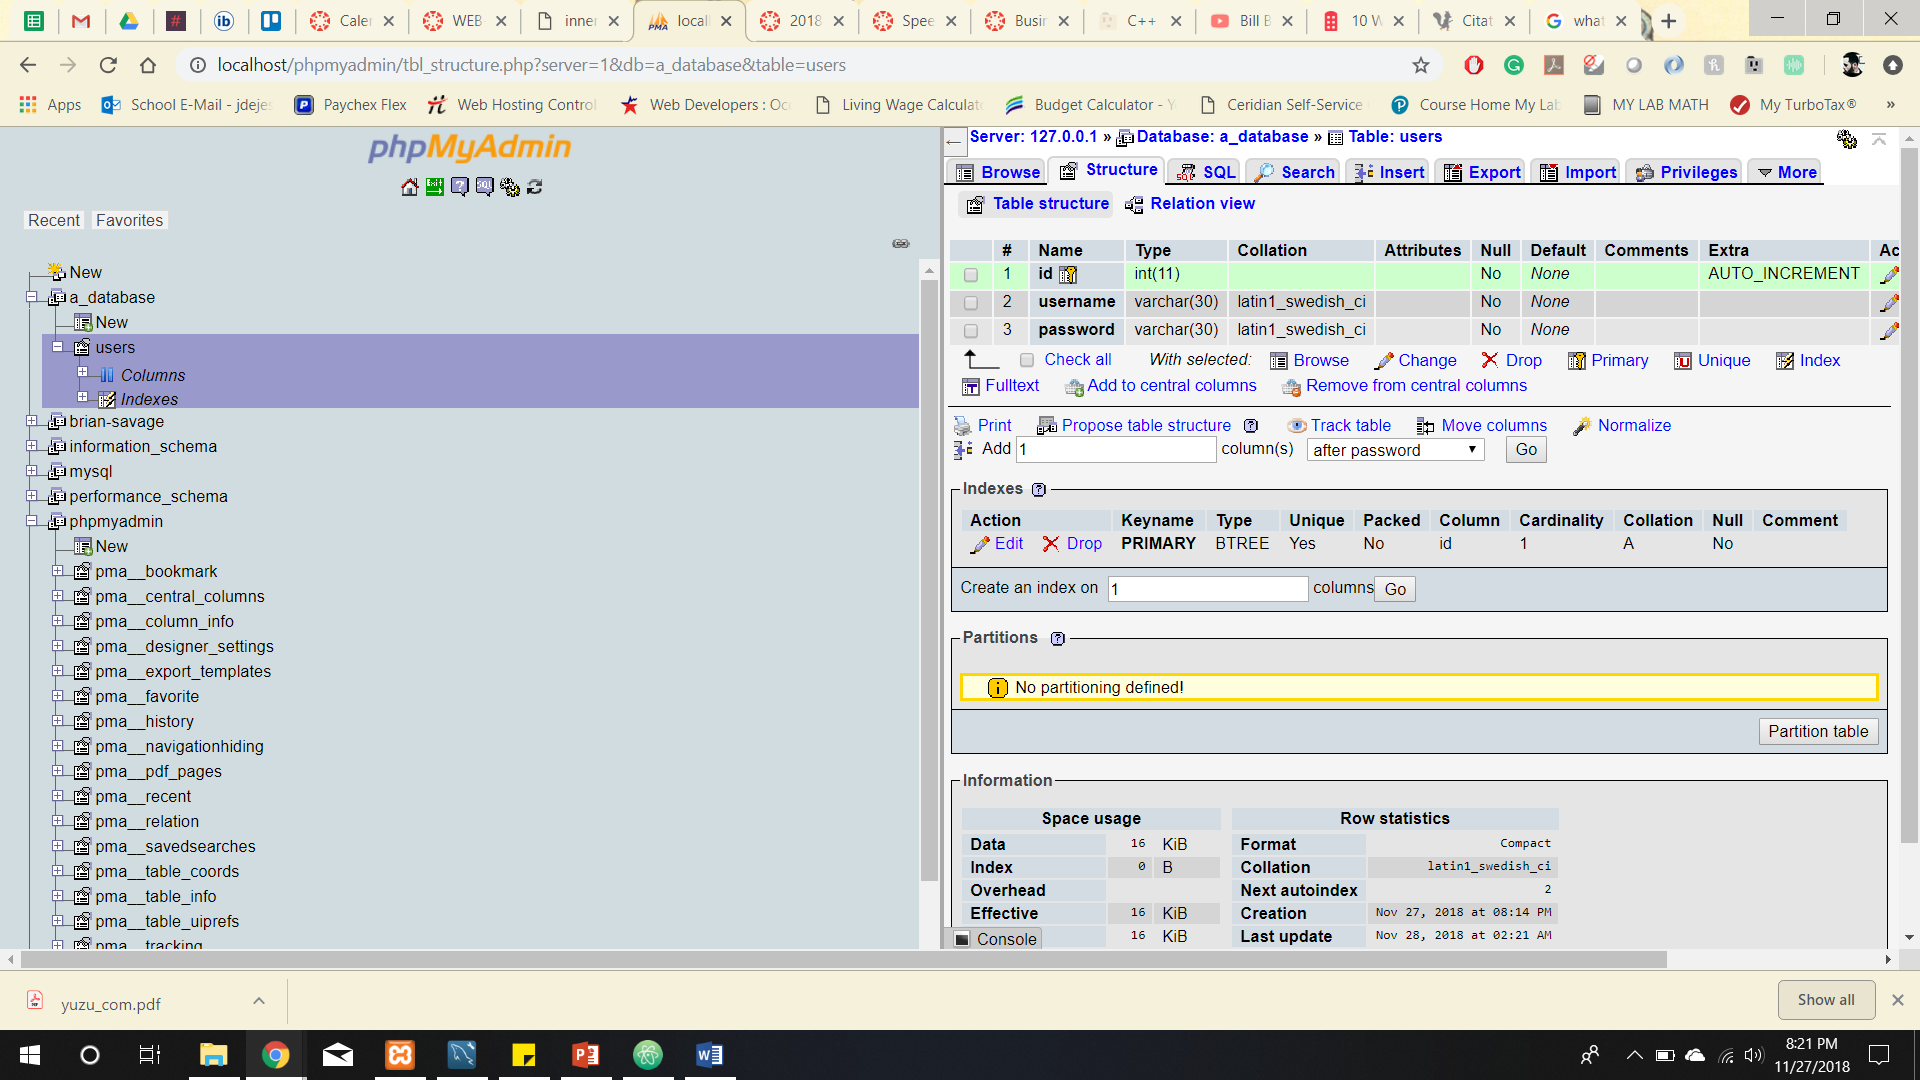 Caler
WEB
inner
locall
2018
Spee
Busir
C++
Bill B
10 W
Citat
what
localhost/phpmyadmin/tbl_structure.php?server=1&db=a_database&table=users
Apps School E-Mail - jdejes Paychex Flex Web Hosting Control Web Developers : Occ Living Wage Calculat Budget Calculator - Y Ceridian Self-Service Course Home My Lab MY LAB MATH My TurboTax® »
phpMyAdmin
Recent Favorites
New
a_database
New
users
Columns
Indexes
brian-savage
information_schema
mysql
performance_schema
phpmyadmin
New
pma__bookmark
pma__central_columns
pma__column_info
pma__designer_settings
pma__export_templates
pma__favorite
pma__history
pma__navigationhiding
pma__pdf_pages
pma__recent
pma__relation
pma__savedsearches
pma__table_coords
pma__table_info
pma__table_uiprefs
pma__tracking
Server: 127.0.0.1 » Database: a_database » Table: users
Browse Structure SQL Search Insert Export Import Privileges More
Table structure Relation view
# Name Type Collation Attributes Null Default Comments Extra Ac
1 id int(11) No None AUTO_INCREMENT
2 username varchar(30) latin1_swedish_ci No None
3 password varchar(30) latin1_swedish_ci No None
Check all With selected: Browse Change Drop Primary Unique Index
Fulltext Add to central columns Remove from central columns
Print Propose table structure Track table Move columns Normalize
Add 1 column(s) after password Go
Indexes
Action Keyname Type Unique Packed Column Cardinality Collation Null Comment
Edit Drop PRIMARY BTREE Yes No id 1 A No
Create an index on 1 columns Go
Partitions
No partitioning defined!
Partition table
Information
Space usage
Data 16 KiB
Index 0 B
Overhead
Effective 16 KiB
16 KiB
Row statistics
Format Compact
Collation latin1_swedish_ci
Next autoindex 2
Creation Nov 27, 2018 at 08:14 PM
Last update Nov 28, 2018 at 02:21 AM
Console
yuzu_com.pdf
Show all
8:21 PM
11/27/2018